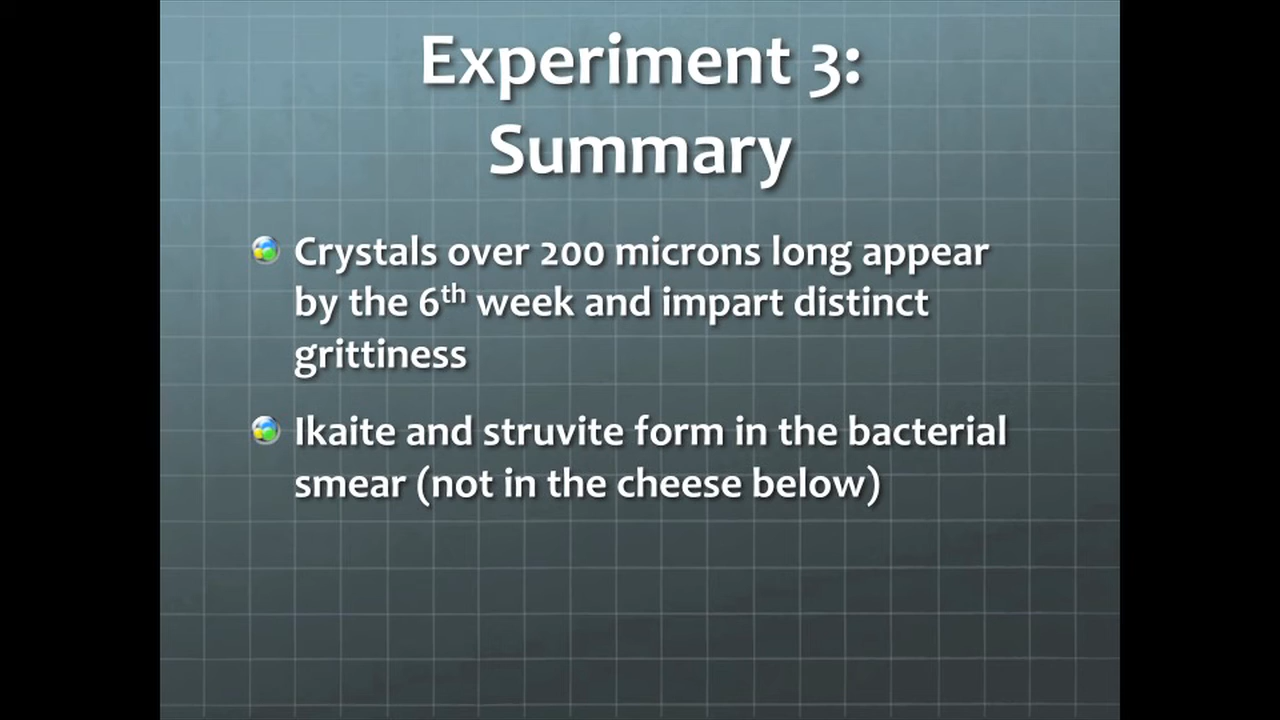 Experiment 3:
Summary
Crystals over 200 microns long appear
by the 6th week and impart distinct
grittiness
Ikaite and struvite form in the bacterial
smear (not in the cheese below)